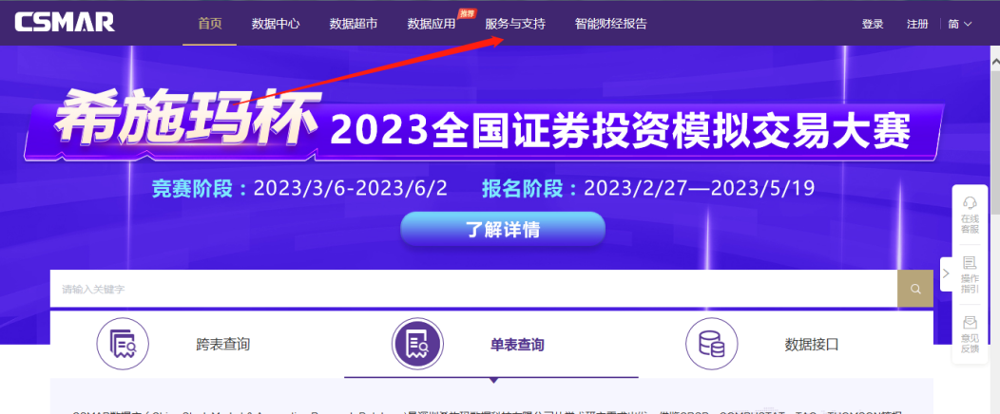 CSMAR
首页
数据中心
数据超市
数据应用
推荐
服务与支持
智能财经报告
登录
注册
简
希施玛杯
2023全国证券投资模拟交易大赛
竞赛阶段：2023/3/6-2023/6/2 报名阶段：2023/2/27—2023/5/19
了解详情
在线
客服
操作
指引
意见
反馈
请输入关键字
跨表查询
单表查询
数据接口